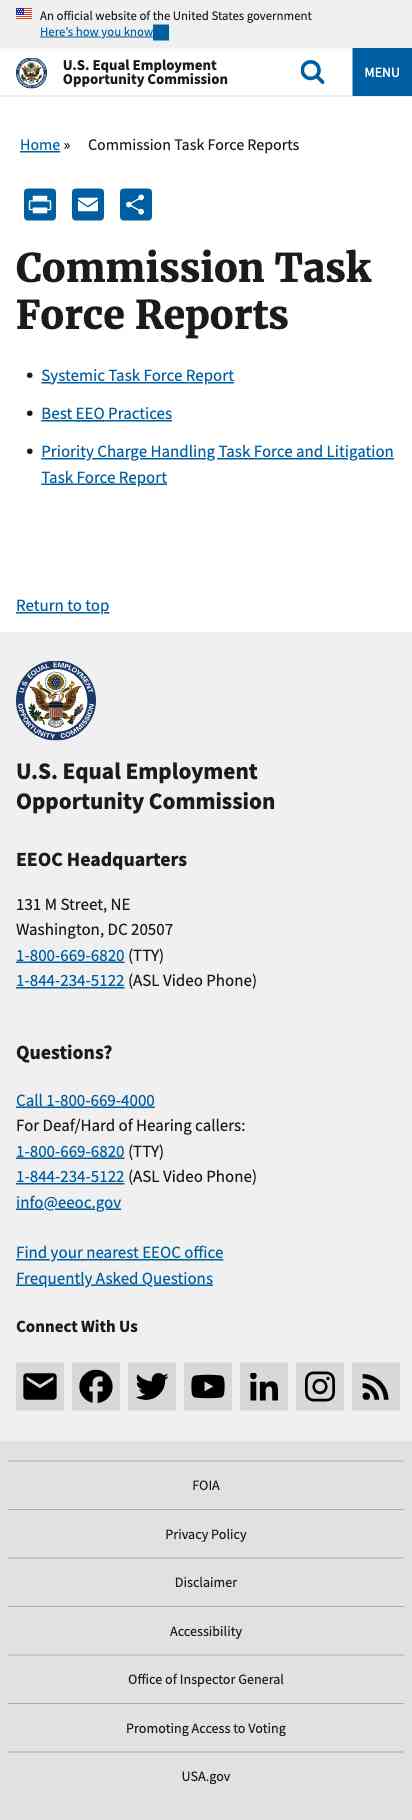 An official website of the United States government
Here's how you know
U.S. Equal Employment
Opportunity Commission
MENU
Home » Commission Task Force Reports
Commission Task
Force Reports
• Systemic Task Force Report
• Best EEO Practices
• Priority Charge Handling Task Force and Litigation
Task Force Report
Return to top
U.S. EQUAL EMPLOYMENT OPPORTUNITY COMMISSION
U.S. Equal Employment
Opportunity Commission
EEOC Headquarters
131 M Street, NE
Washington, DC 20507
1-800-669-6820 (TTY)
1-844-234-5122 (ASL Video Phone)
Questions?
Call 1-800-669-4000
For Deaf/Hard of Hearing callers:
1-800-669-6820 (TTY)
1-844-234-5122 (ASL Video Phone)
info@eeoc.gov
Find your nearest EEOC office
Frequently Asked Questions
Connect With Us
FOIA
Privacy Policy
Disclaimer
Accessibility
Office of Inspector General
Promoting Access to Voting
USA.gov